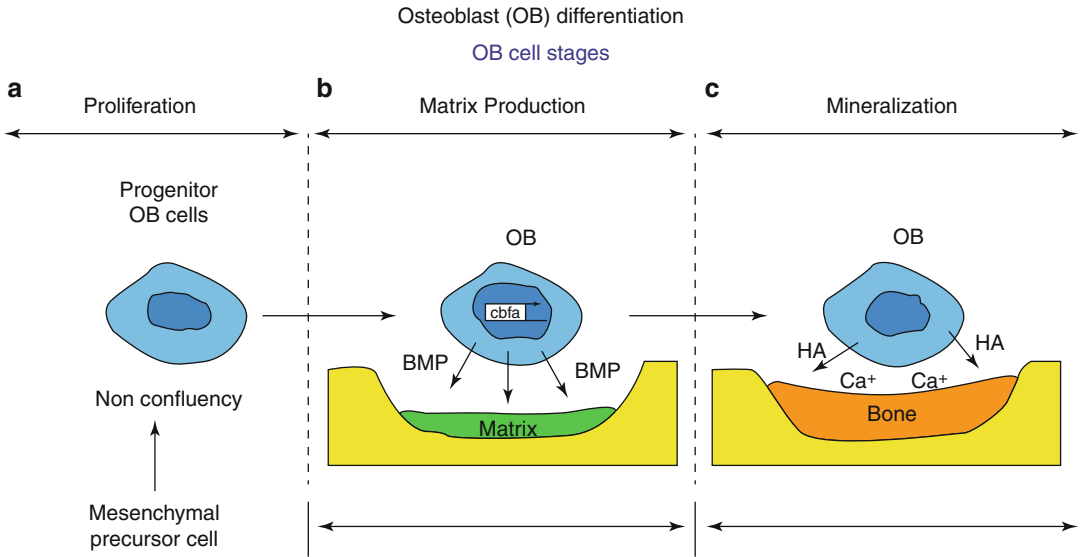 Osteoblast (OB) differentiation
OB cell stages
a
Proliferation
Progenitor
OB cells
Non confluency
Mesenchymal
precursor cell
b
Matrix Production
OB
cbfa
BMP
BMP
Matrix
c
Mineralization
OB
HA
HA
Ca⁺
Ca⁺
Bone